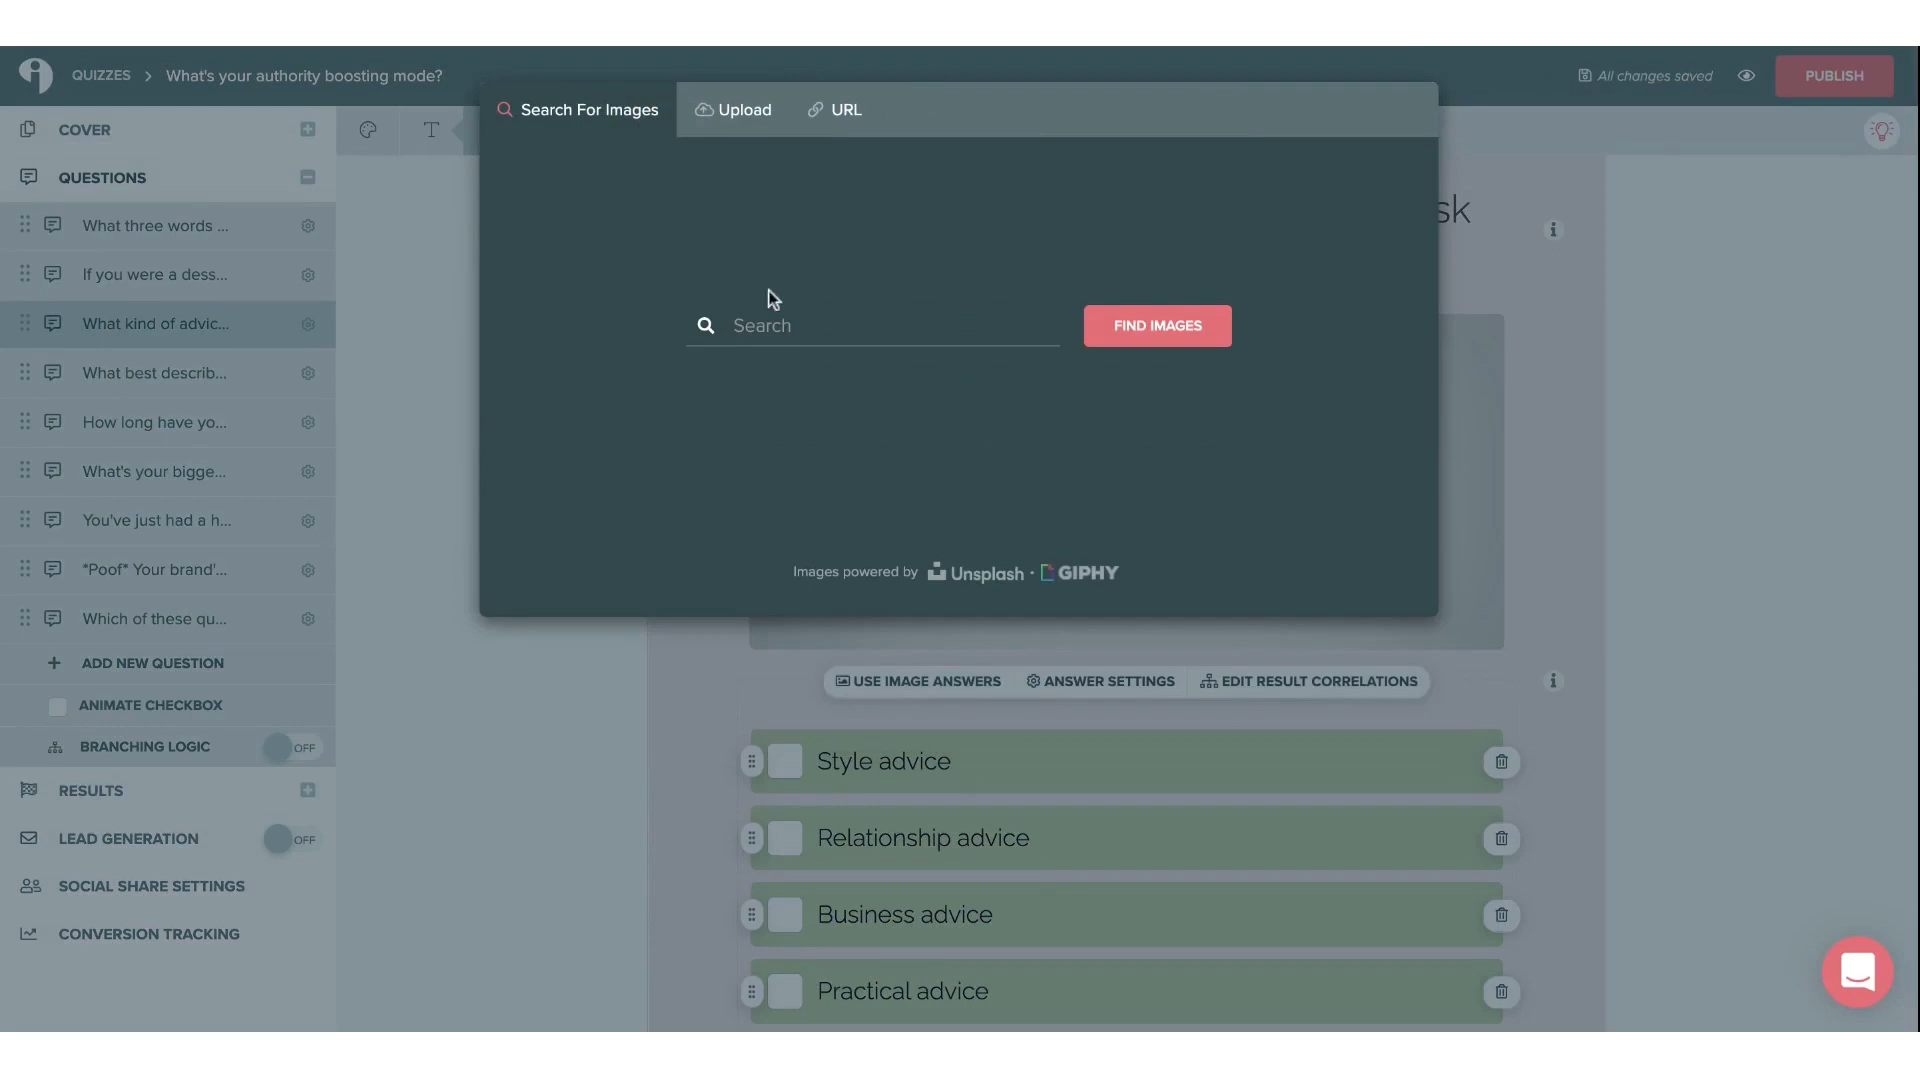 QUIZZES > What's your authority boosting mode?
All changes saved
PUBLISH
Search For Images
Upload
URL
COVER
QUESTIONS
What three words ...
If you were a dess...
What kind of advic...
What best describ...
How long have yo...
What's your bigge...
You've just had a h...
*Poof* Your brand'...
Which of these qu...
ADD NEW QUESTION
ANIMATE CHECKBOX
BRANCHING LOGIC OFF
RESULTS
LEAD GENERATION OFF
SOCIAL SHARE SETTINGS
CONVERSION TRACKING
T
sk
Search
FIND IMAGES
Images powered by Unsplash · GIPHY
USE IMAGE ANSWERS
ANSWER SETTINGS
EDIT RESULT CORRELATIONS
Style advice
Relationship advice
Business advice
Practical advice